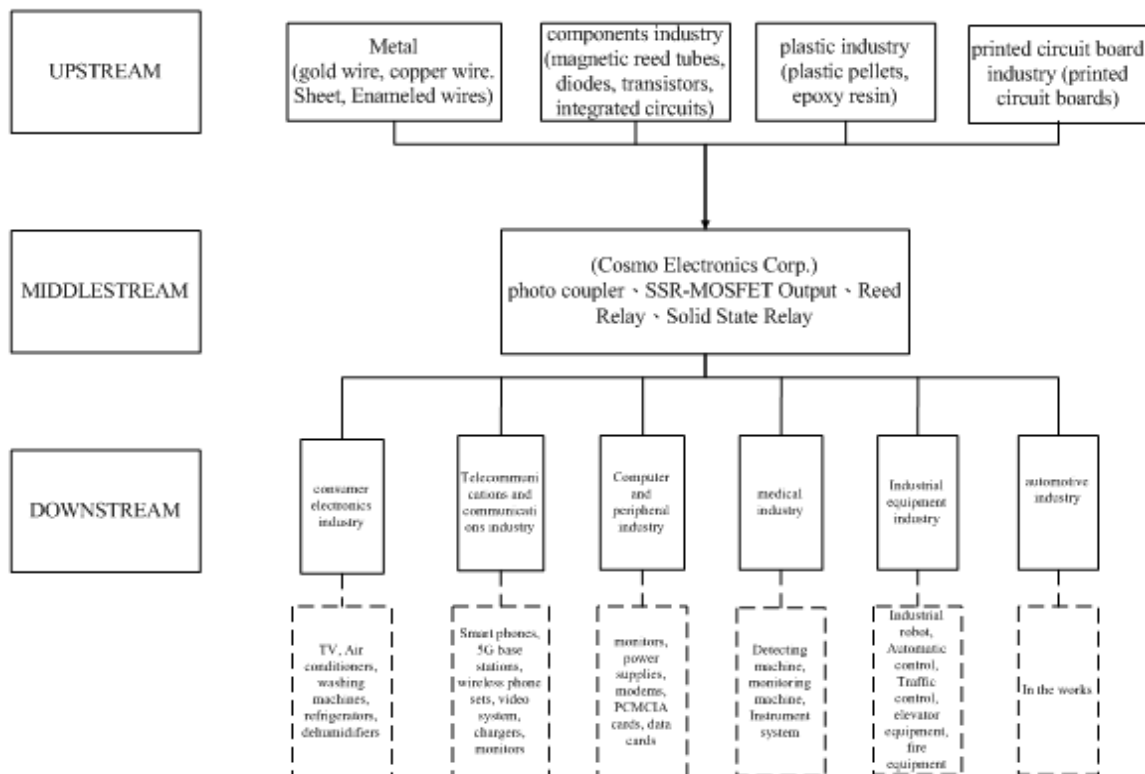 UPSTREAM
Metal
(gold wire, copper wire.
Sheet, Enameled wires)
components industry
(magnetic reed tubes,
diodes, transistors,
integrated circuits)
plastic industry
(plastic pellets,
epoxy resin)
printed circuit board
industry (printed
circuit boards)
MIDDLESTREAM
(Cosmo Electronics Corp.)
photo coupler、SSR-MOSFET Output、Reed
Relay、Solid State Relay
DOWNSTREAM
consumer
electronics
industry
Telecommuni
cations and
communicati
ons industry
Computer
and
peripheral
industry
medical
industry
Industrial
equipment
industry
automotive
industry
TV, Air
conditioners,
washing
machines,
refrigerators,
dehumidifiers
Smart phones,
5G base
stations,
wireless phone
sets, video
system,
chargers,
monitors
monitors,
power
supplies,
modems,
PCMCIA
cards, data
cards
Detecting
machine,
monitoring
machine,
Instrument
system
Industrial
robot,
Automatic
control,
Traffic
control,
elevator
equipment,
fire
equipment
In the works